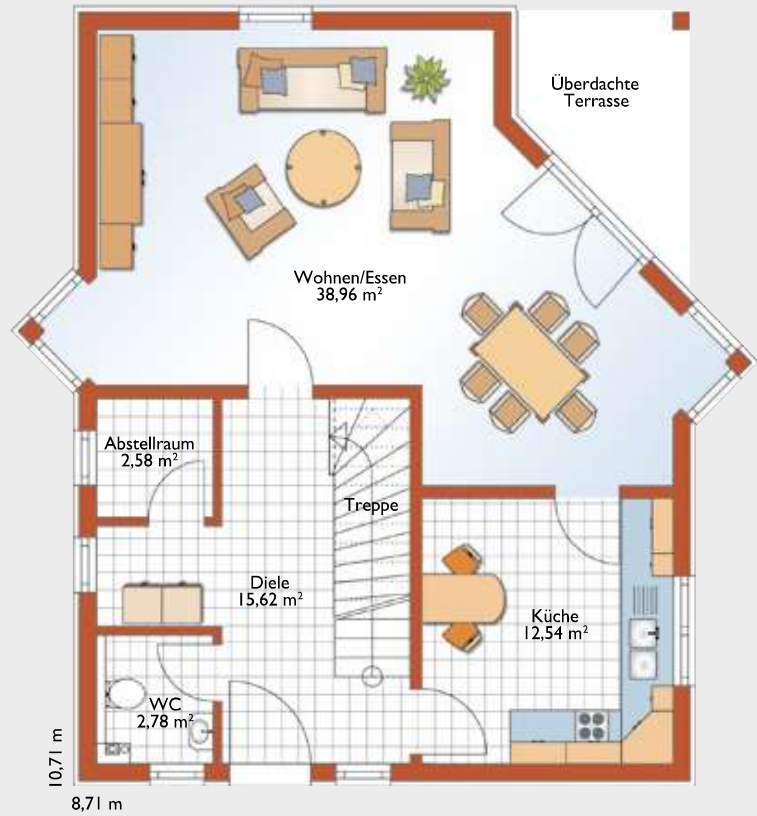 Überdachte
Terrasse
Wohnen/Essen
38,96 m²
Abstellraum
2,58 m²
Treppe
Diele
15,62 m²
Küche
12,54 m²
WC
2,78 m²
10,71 m
8,71 m